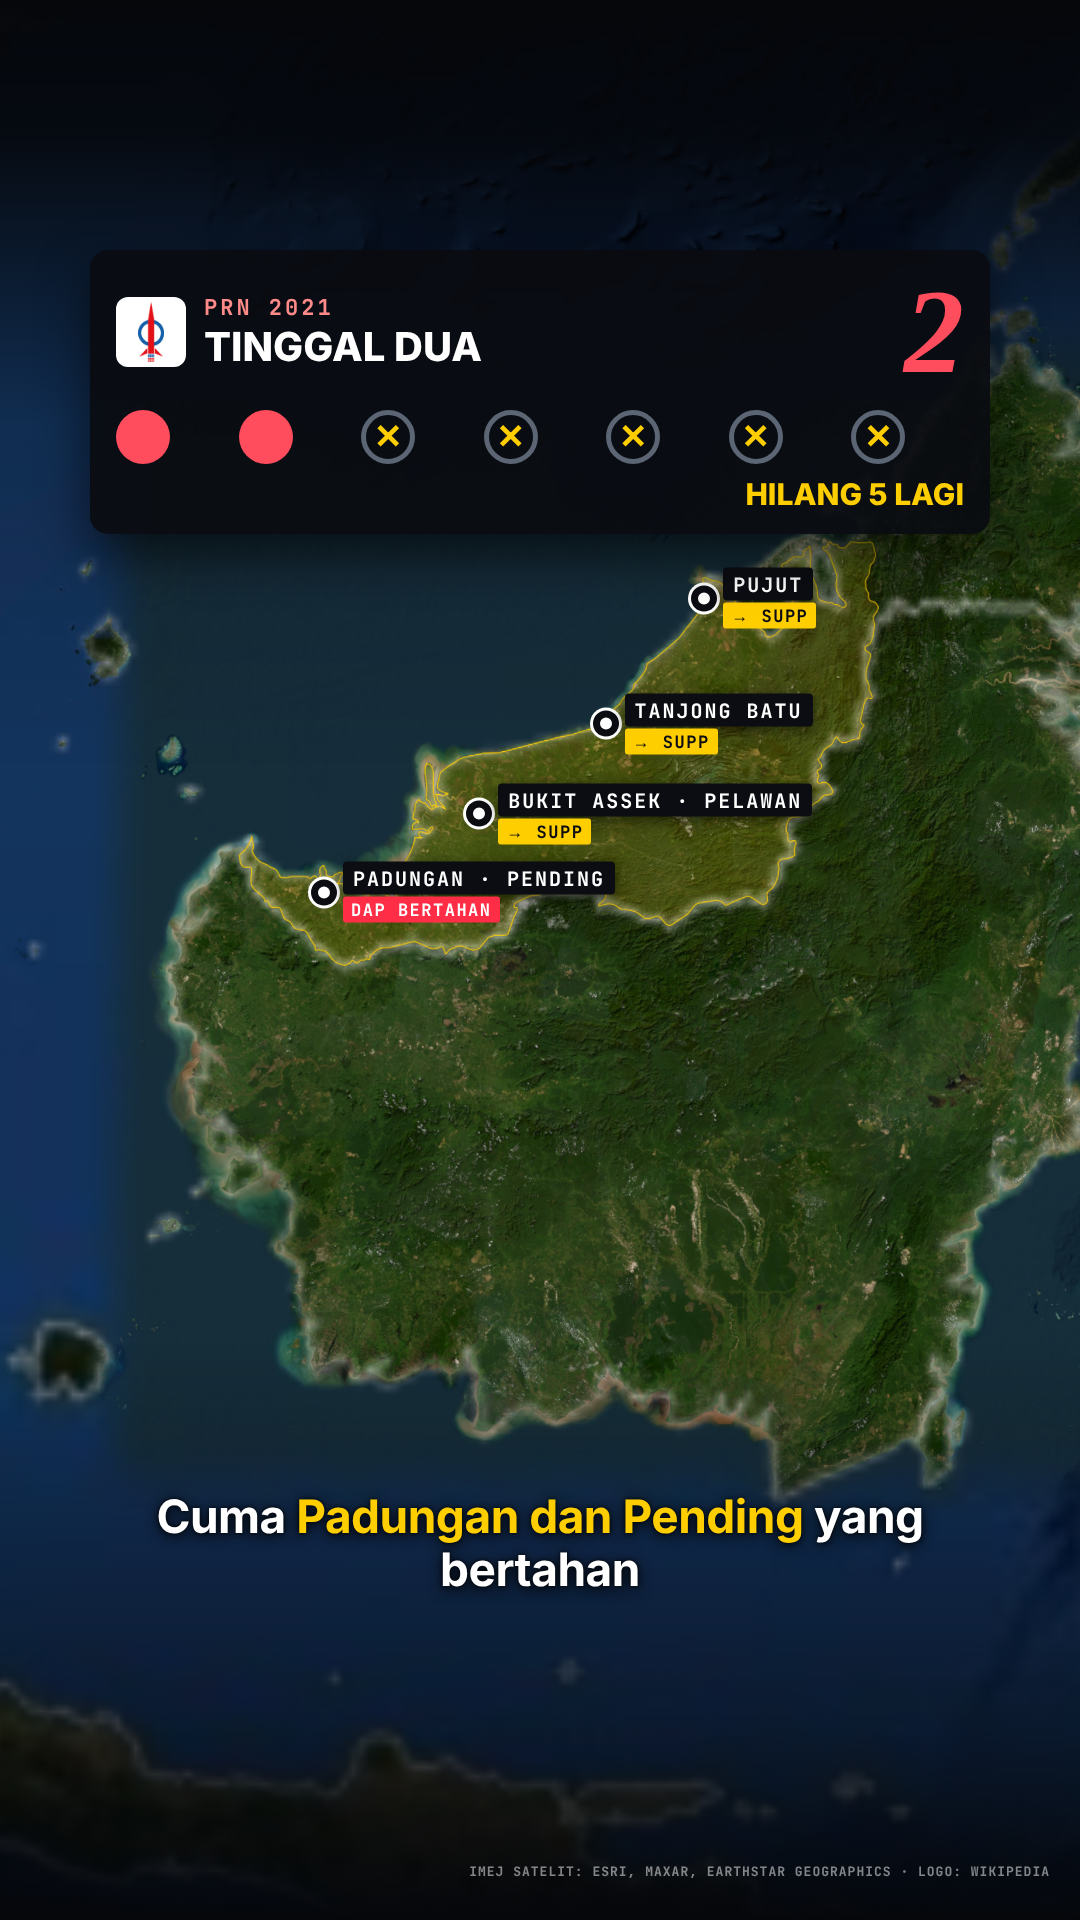 PRN 2021
TINGGAL DUA
2
HILANG 5 LAGI
PUJUT
→ SUPP
TANJONG BATU
→ SUPP
BUKIT ASSEK · PELAWAN
→ SUPP
PADUNGAN · PENDING
DAP BERTAHAN
Cuma Padungan dan Pending yang
bertahan
IMEJ SATELIT: ESRI, MAXAR, EARTHSTAR GEOGRAPHICS · LOGO: WIKIPEDIA